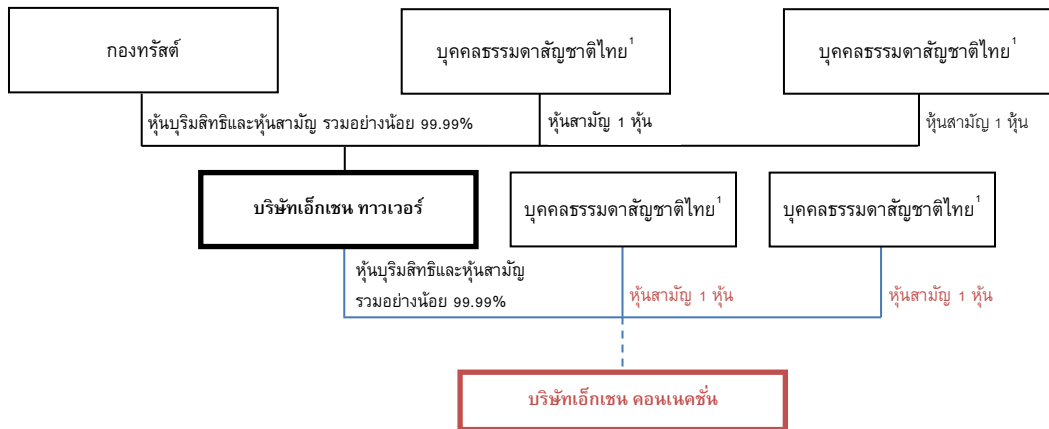 กองทรัสต์
บุคคลธรรมดาสัญชาติไทย¹
บุคคลธรรมดาสัญชาติไทย¹
หุ้นบุริมสิทธิและหุ้นสามัญ รวมอย่างน้อย 99.99%
หุ้นสามัญ 1 หุ้น
หุ้นสามัญ 1 หุ้น
บริษัทเอ็กเชน ทาวเวอร์
บุคคลธรรมดาสัญชาติไทย¹
บุคคลธรรมดาสัญชาติไทย¹
หุ้นบุริมสิทธิและหุ้นสามัญ
รวมอย่างน้อย 99.99%
หุ้นสามัญ 1 หุ้น
หุ้นสามัญ 1 หุ้น
บริษัทเอ็กเชน คอนเนคชั่น